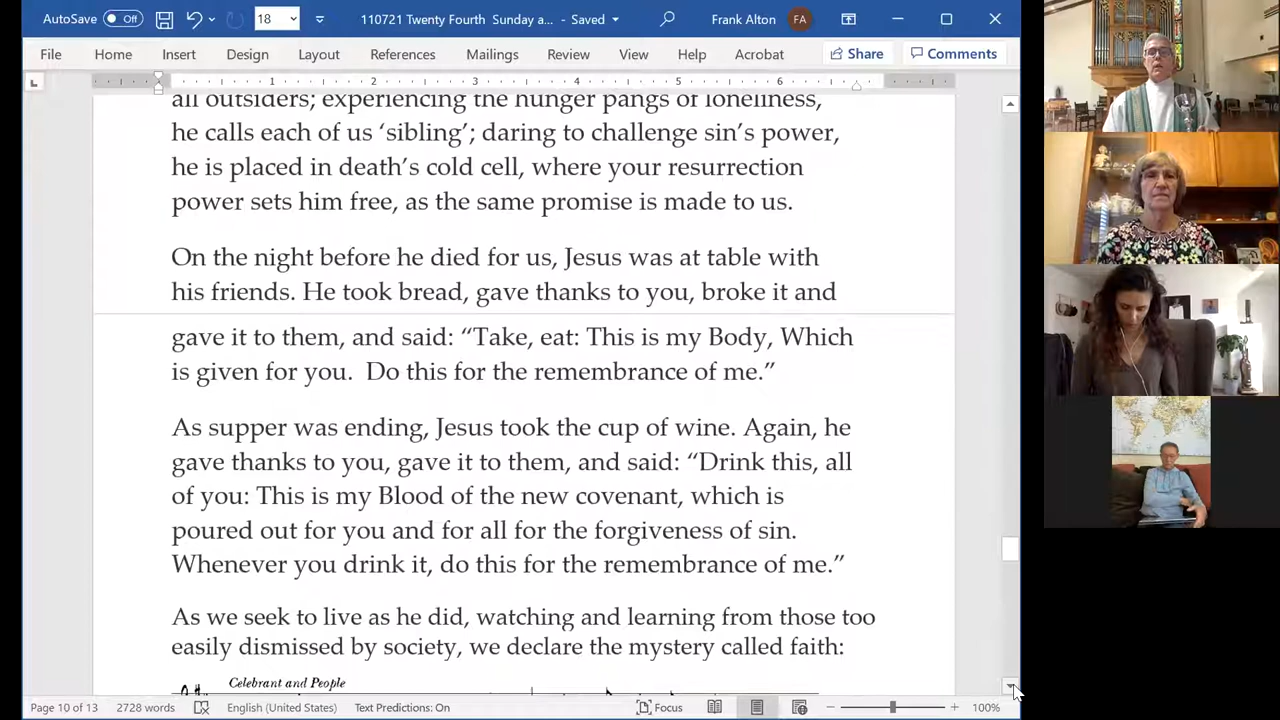 AutoSave Off 18 110721 Twenty Fourth Sunday a... - Saved Frank Alton FA
File Home Insert Design Layout References Mailings Review View Help Acrobat Share Comments
1 2 3 4 5 6
all outsiders; experiencing the hunger pangs of loneliness,
he calls each of us ‘sibling’; daring to challenge sin’s power,
he is placed in death’s cold cell, where your resurrection
power sets him free, as the same promise is made to us.
On the night before he died for us, Jesus was at table with
his friends. He took bread, gave thanks to you, broke it and
gave it to them, and said: “Take, eat: This is my Body, Which
is given for you.  Do this for the remembrance of me.”
As supper was ending, Jesus took the cup of wine. Again, he
gave thanks to you, gave it to them, and said: “Drink this, all
of you: This is my Blood of the new covenant, which is
poured out for you and for all for the forgiveness of sin.
Whenever you drink it, do this for the remembrance of me.”
As we seek to live as he did, watching and learning from those too
easily dismissed by society, we declare the mystery called faith:
Celebrant and People
Page 10 of 13 2728 words English (United States) Text Predictions: On Focus 100%